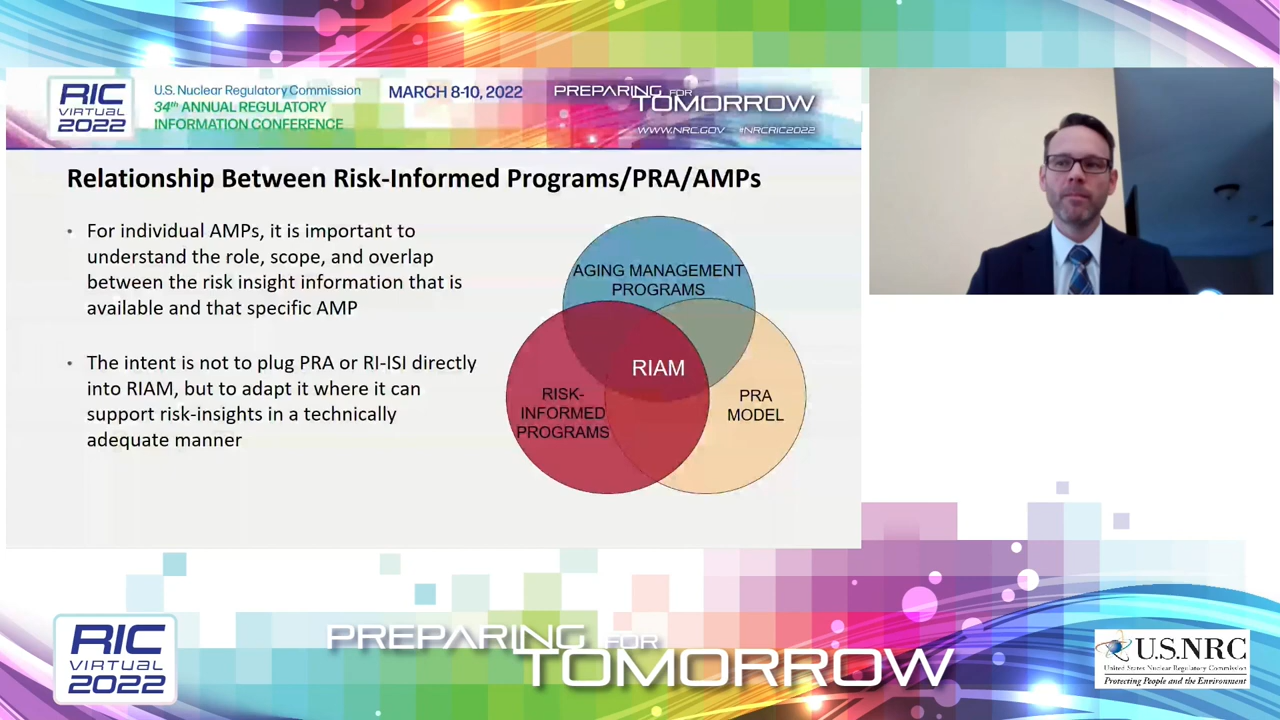 RIC
VIRTUAL
2022
U.S. Nuclear Regulatory Commission
34th ANNUAL REGULATORY
INFORMATION CONFERENCE
MARCH 8-10, 2022
PREPARING FOR
TOMORROW
WWW.NRC.GOV #NRCRIC2022
Relationship Between Risk-Informed Programs/PRA/AMPs
• For individual AMPs, it is important to
understand the role, scope, and overlap
between the risk insight information that is
available and that specific AMP
• The intent is not to plug PRA or RI-ISI directly
into RIAM, but to adapt it where it can
support risk-insights in a technically
adequate manner
AGING MANAGEMENT
PROGRAMS
RIAM
RISK-
INFORMED
PROGRAMS
PRA
MODEL
RIC
VIRTUAL
2022
PREPARING FOR
TOMORROW
U.S.NRC
United States Nuclear Regulatory Commission
Protecting People and the Environment